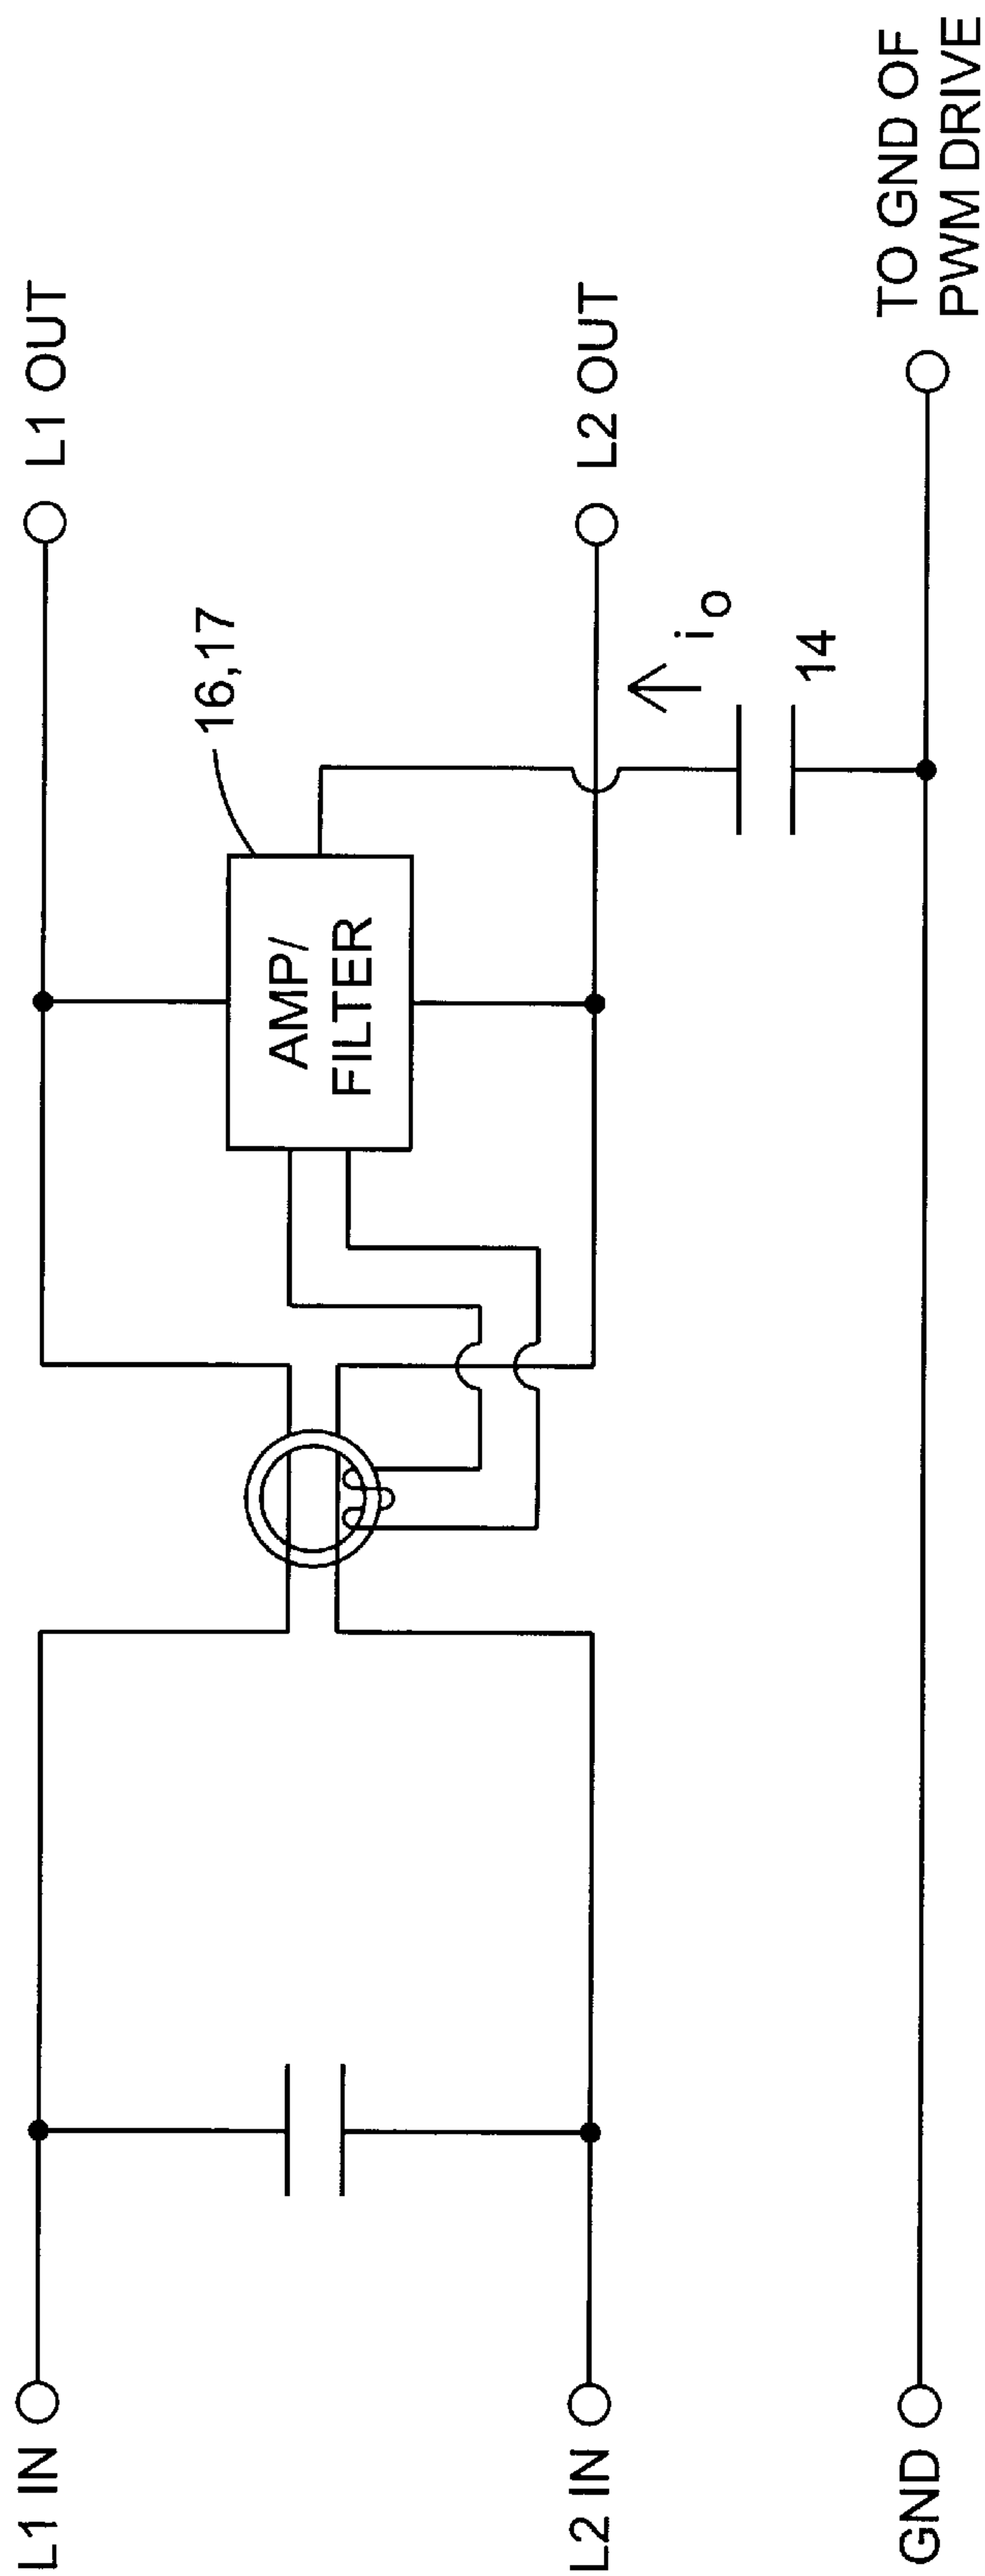 L1 IN
L1 OUT
16,17
AMP/
FILTER
L2 IN
L2 OUT
io
14
GND
TO GND OF
PWM DRIVE